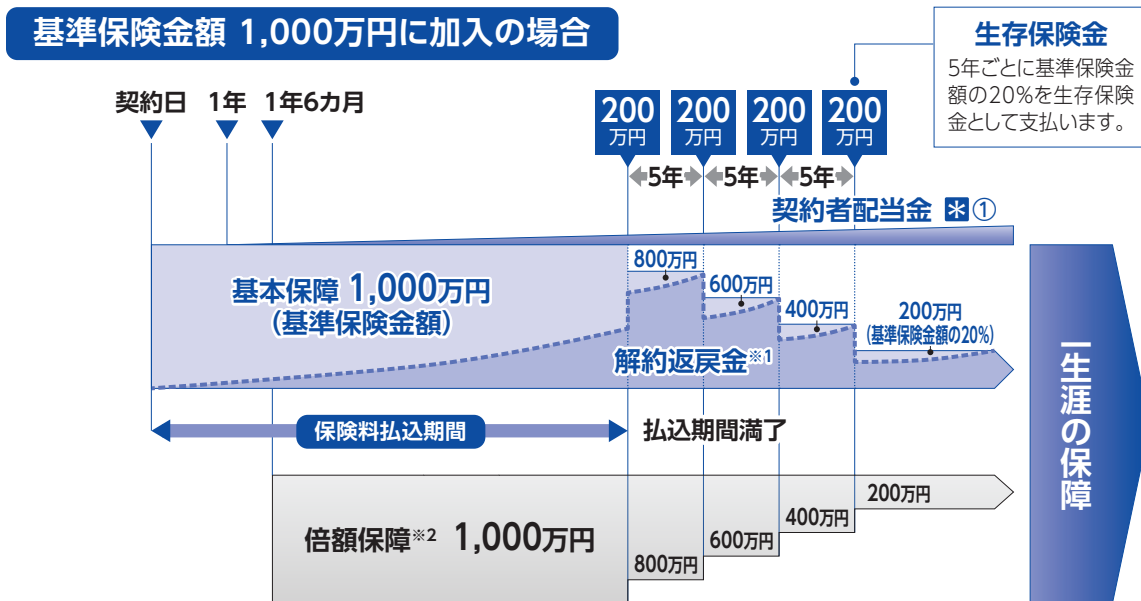 基準保険金額 1,000万円に加入の場合
生存保険金
5年ごとに基準保険金
額の20%を生存保険
金として支払います。
契約日 1年 1年6カ月
200 200 200 200
万円 万円 万円 万円
5年 5年 5年
契約者配当金 *①
基本保障 1,000万円
(基準保険金額)
800万円
600万円
400万円
200万円
(基準保険金額の20%)
解約返戻金※1
保険料払込期間
払込期間満了
倍額保障※2 1,000万円
800万円
600万円
400万円
200万円
一生涯の保障